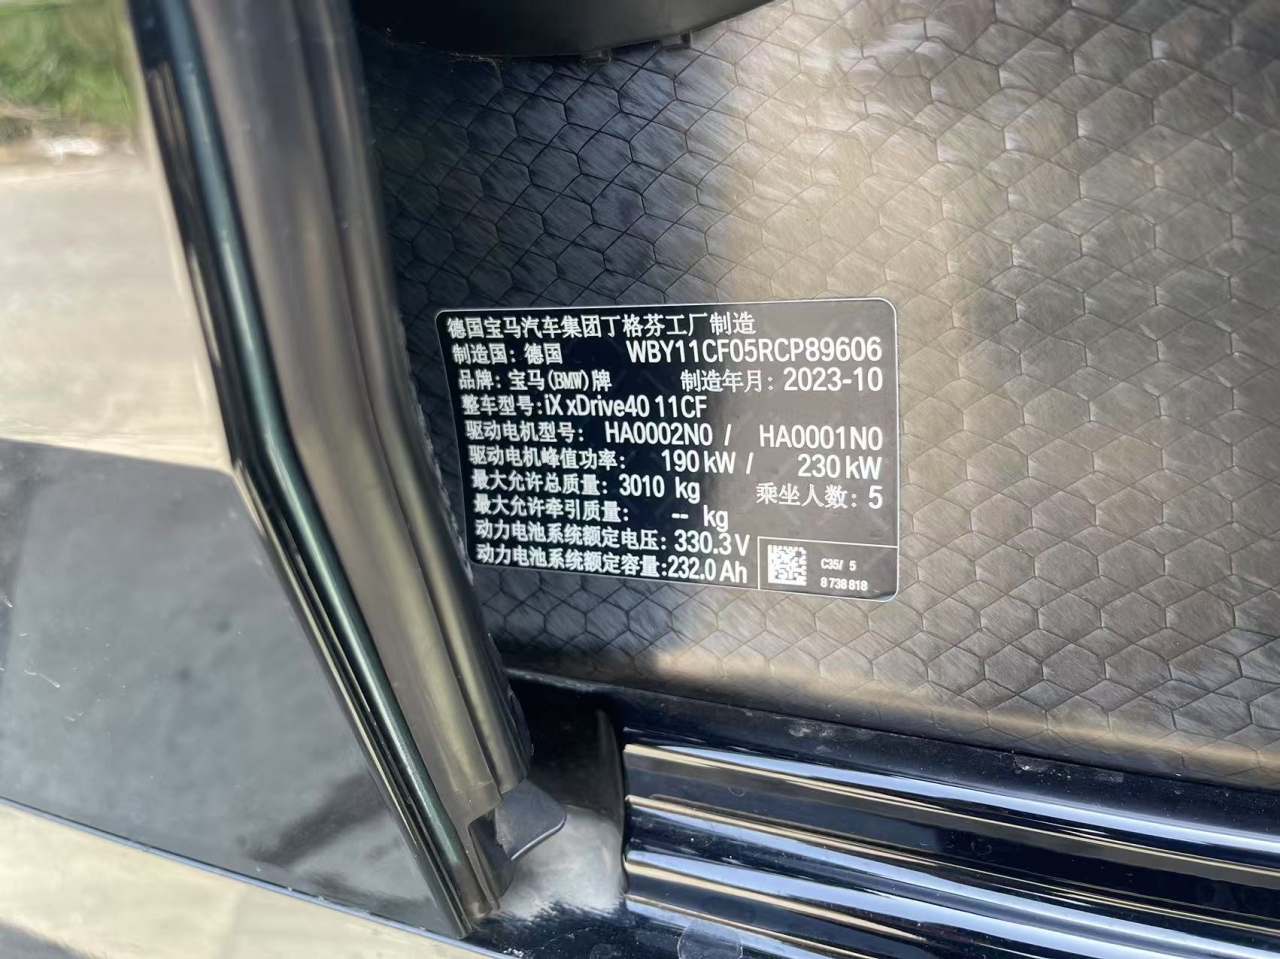 德国宝马汽车集团丁格芬工厂制造
制造国: 德国 WBY11CF05RCP89606
品牌: 宝马(BMW)牌 制造年月: 2023-10
整车型号:iX xDrive40 11CF
驱动电机型号: HA0002N0 / HA0001N0
驱动电机峰值功率: 190 kW / 230 kW
最大允许总质量: 3010 kg 乘坐人数: 5
最大允许牵引质量: -- kg
动力电池系统额定电压: 330.3 V
动力电池系统额定容量:232.0 Ah
C35/ 5
8 738 818